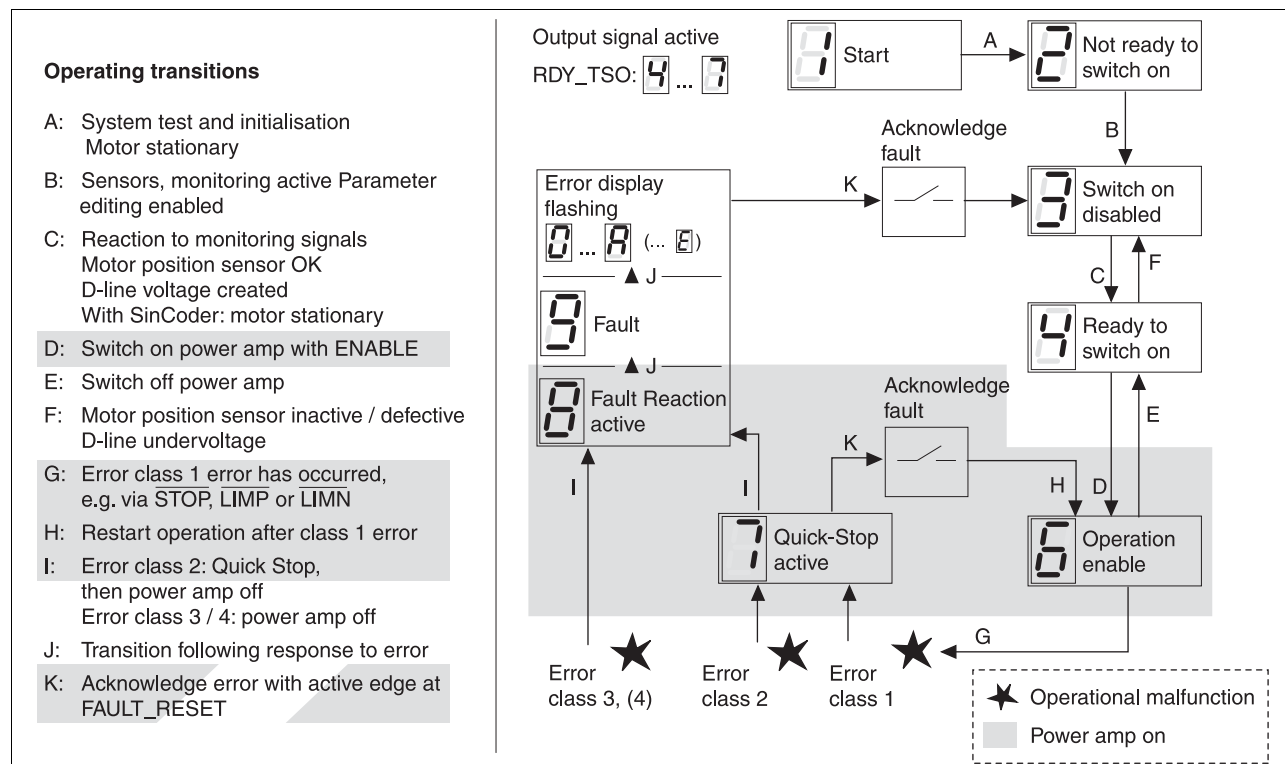 Operating transitions
A: System test and initialisation
Motor stationary
B: Sensors, monitoring active Parameter
editing enabled
C: Reaction to monitoring signals
Motor position sensor OK
D-line voltage created
With SinCoder: motor stationary
D: Switch on power amp with ENABLE
E: Switch off power amp
F: Motor position sensor inactive / defective
D-line undervoltage
G: Error class 1 error has occurred,
e.g. via STOP, LIMP or LIMN
H: Restart operation after class 1 error
I: Error class 2: Quick Stop,
then power amp off
Error class 3 / 4: power amp off
J: Transition following response to error
K: Acknowledge error with active edge at
FAULT_RESET
Output signal active
RDY_TSO: 4 ... 7
1 Start
A
2 Not ready to
switch on
B
Acknowledge
fault
K
Error display
flashing
0 ... A (... E)
J
9 Fault
J
8 Fault Reaction
active
3 Switch on
disabled
C
F
4 Ready to
switch on
Acknowledge
fault
K
E
I
I
H
D
7 Quick-Stop
active
6 Operation
enable
G
Error
class 3, (4)
Error
class 2
Error
class 1
Operational malfunction
Power amp on